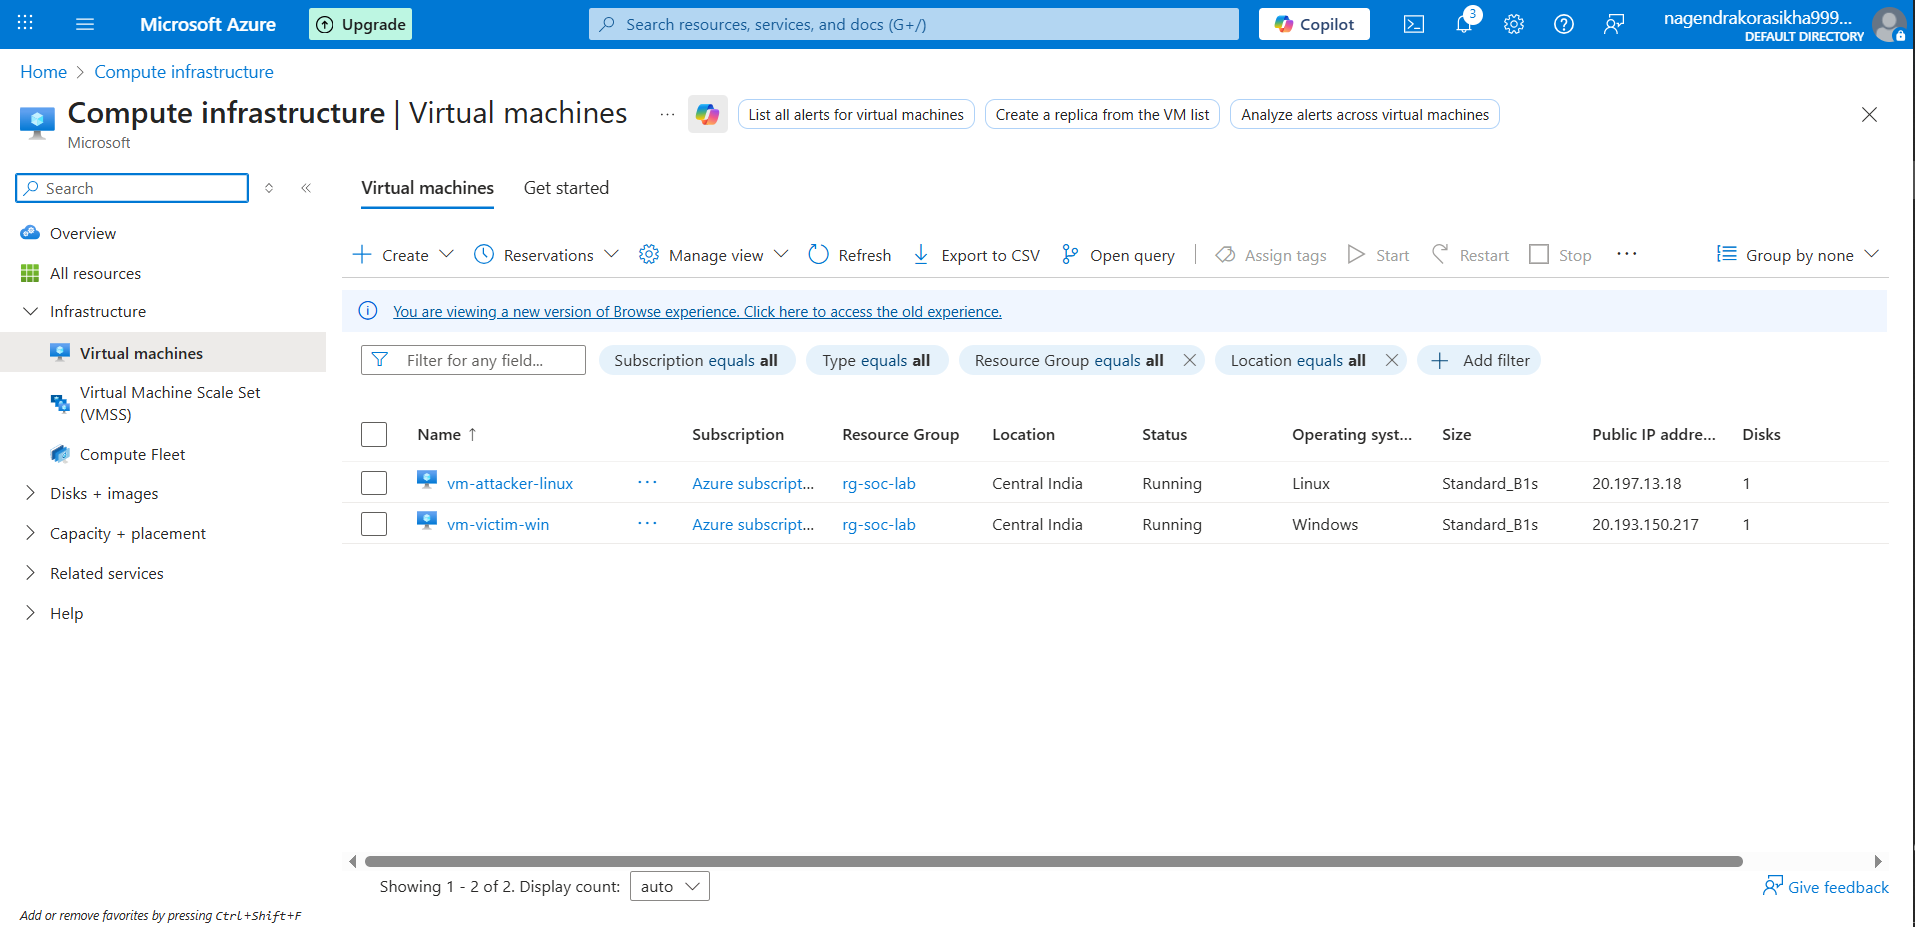 Microsoft Azure
Upgrade
Search resources, services, and docs (G+/)
Copilot
3
nagendrakorasikha999...
DEFAULT DIRECTORY
Home > Compute infrastructure
Compute infrastructure | Virtual machines
...
List all alerts for virtual machines
Create a replica from the VM list
Analyze alerts across virtual machines
Microsoft
Search
Overview
All resources
Infrastructure
Virtual machines
Virtual Machine Scale Set
(VMSS)
Compute Fleet
Disks + images
Capacity + placement
Related services
Help
Add or remove favorites by pressing Ctrl+Shift+F
Virtual machines Get started
Create Reservations Manage view Refresh Export to CSV Open query Assign tags Start Restart Stop ... Group by none
You are viewing a new version of Browse experience. Click here to access the old experience.
Filter for any field... Subscription equals all Type equals all Resource Group equals all Location equals all Add filter
Name ↑ Subscription Resource Group Location Status Operating syst... Size Public IP addre... Disks
vm-attacker-linux ... Azure subscript... rg-soc-lab Central India Running Linux Standard_B1s 20.197.13.18 1
vm-victim-win ... Azure subscript... rg-soc-lab Central India Running Windows Standard_B1s 20.193.150.217 1
Showing 1 - 2 of 2. Display count: auto
Give feedback